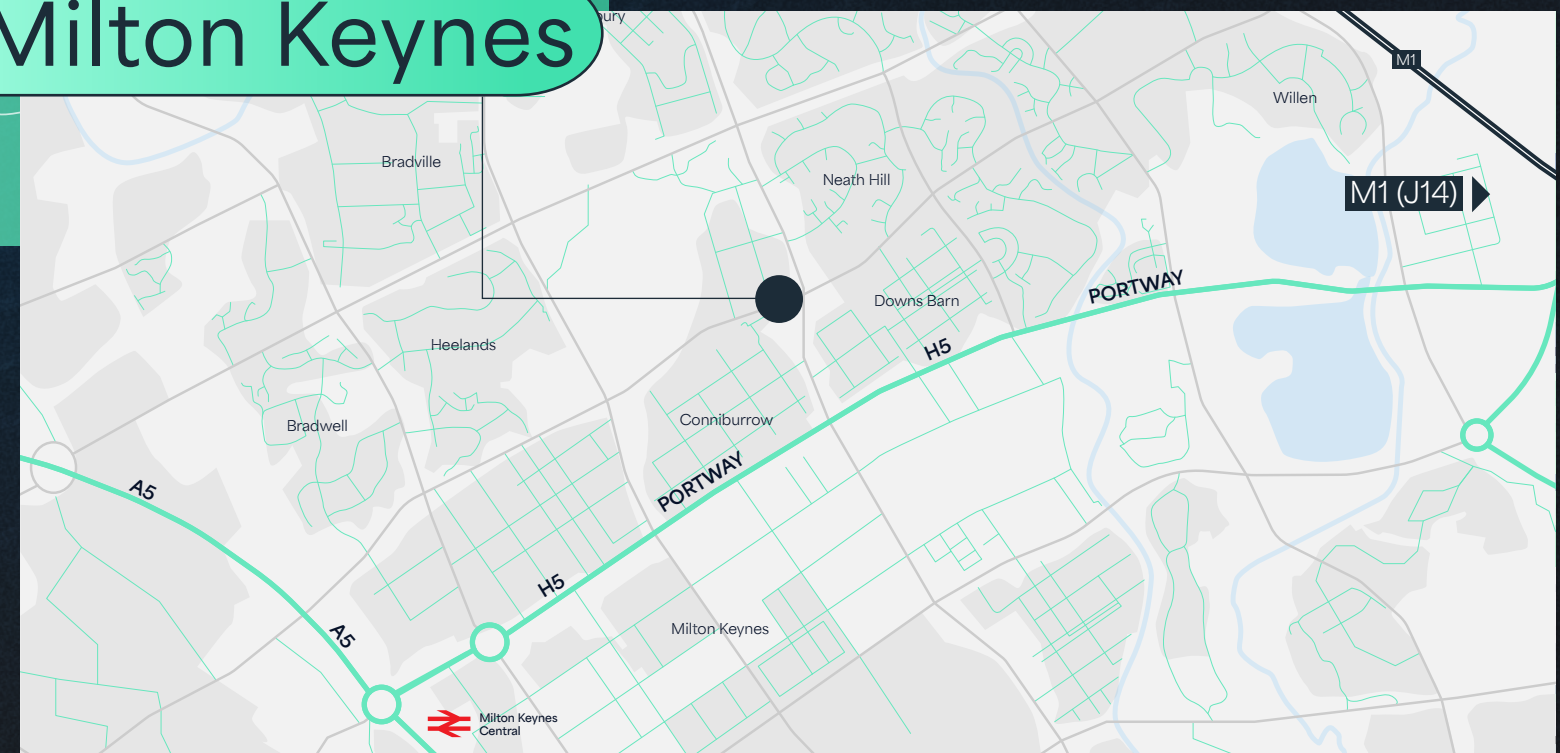 Milton Keynes
M1
Willen
Bradville
Neath Hill
M1 (J14)
PORTWAY
Downs Barn
H5
Heelands
Conniburrow
Bradwell
PORTWAY
A5
H5
A5
Milton Keynes
Milton Keynes
Central